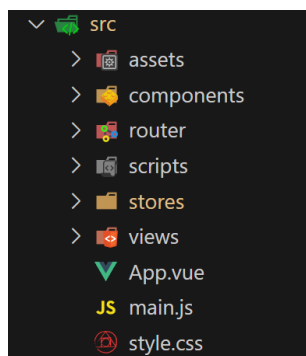 src
assets
components
router
scripts
stores
views
App.vue
JS main.js
style.css